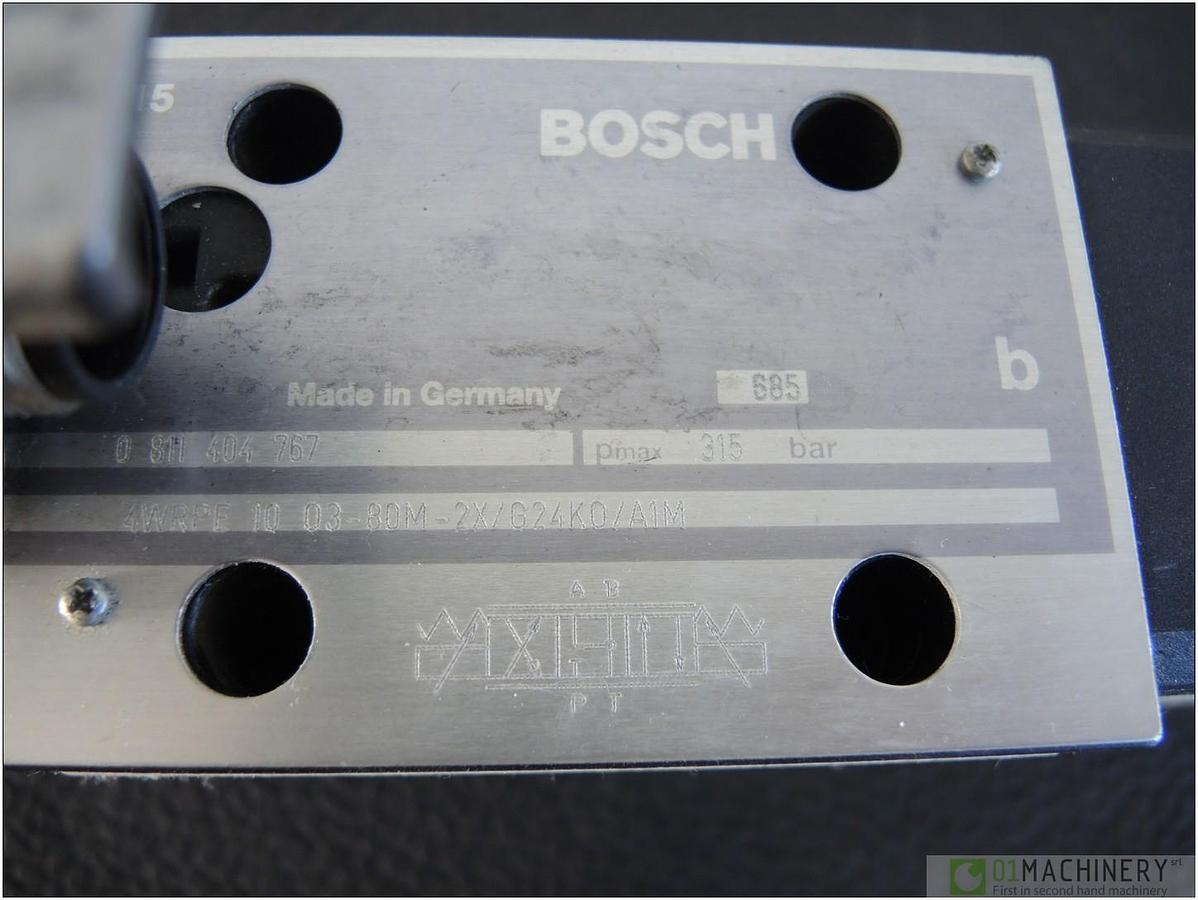 15
BOSCH
Made in Germany 685
b
0 811 404 767 pmax 315 bar
4WRPE 10 03-80M-2X/G24K0/A1M
A B
P T
01MACHINERY srl
First in second hand machinery